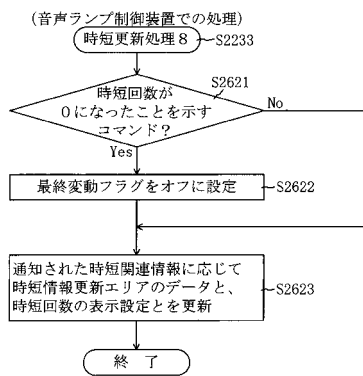 (音声ランプ制御装置での処理)
時短更新処理8
S2233
S2621
時短回数が
0になったことを示す
コマンド?
No
Yes
最終変動フラグをオフに設定
S2622
通知された時短関連情報に応じて
時短情報更新エリアのデータと、
時短回数の表示設定とを更新
S2623
終了